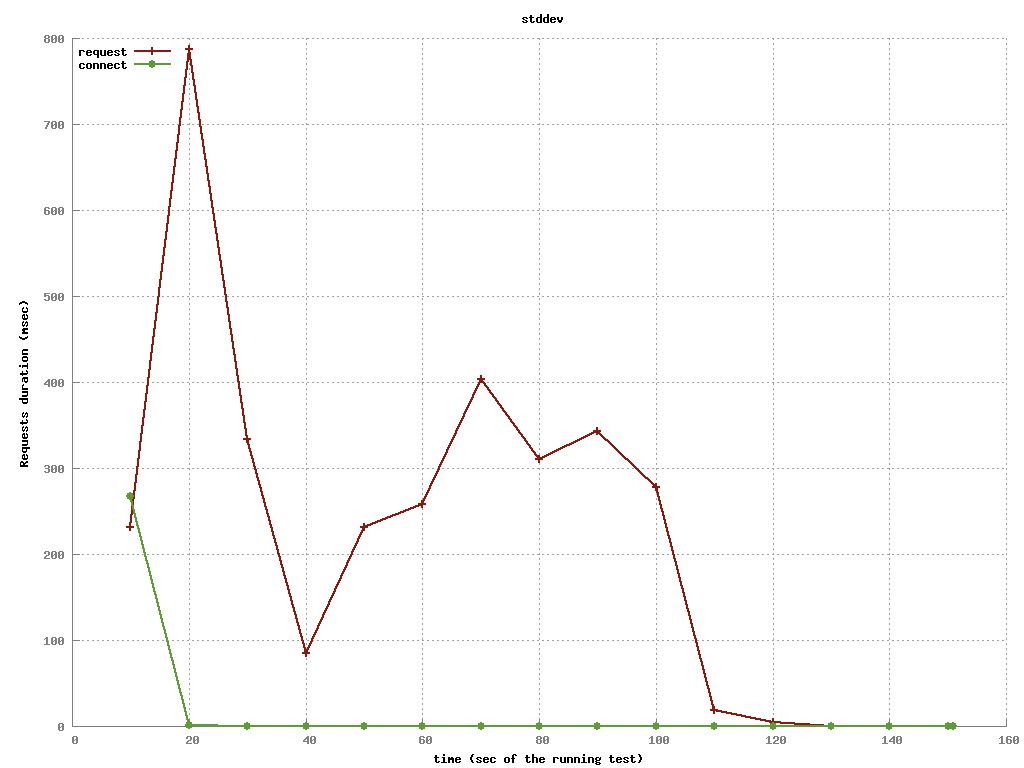 stddev
request
connect
800
700
600
500
400
300
200
100
0
Requests duration (msec)
0 20 40 60 80 100 120 140 160
time (sec of the running test)